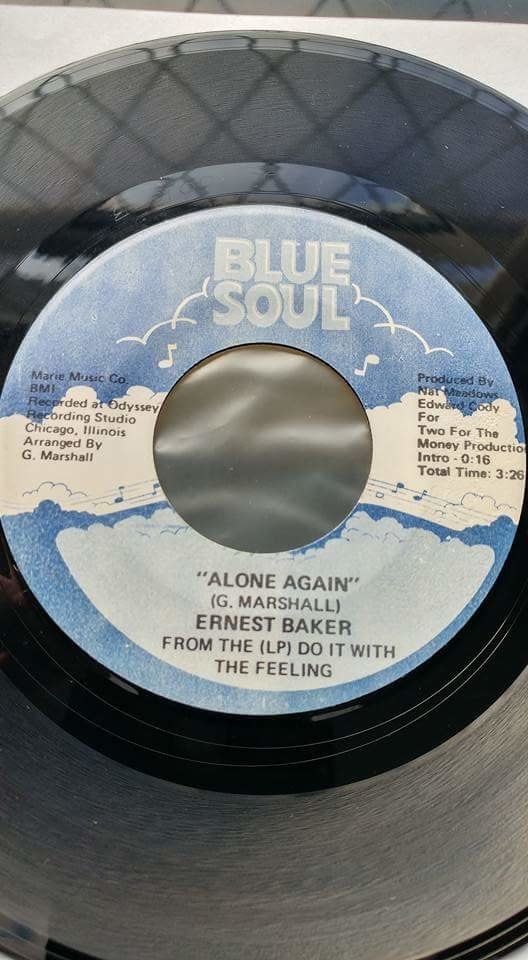 BLUE
SOUL
Marie Music Co.
BMI
Recorded at Odyssey
Recording Studio
Chicago, Illinois
Arranged By
G. Marshall
Produced By
Nat Meadows
Edward Cody
For
Two For The
Money Productio
Intro - 0:16
Total Time: 3:26
"ALONE AGAIN"
(G. MARSHALL)
ERNEST BAKER
FROM THE (LP) DO IT WITH
THE FEELING